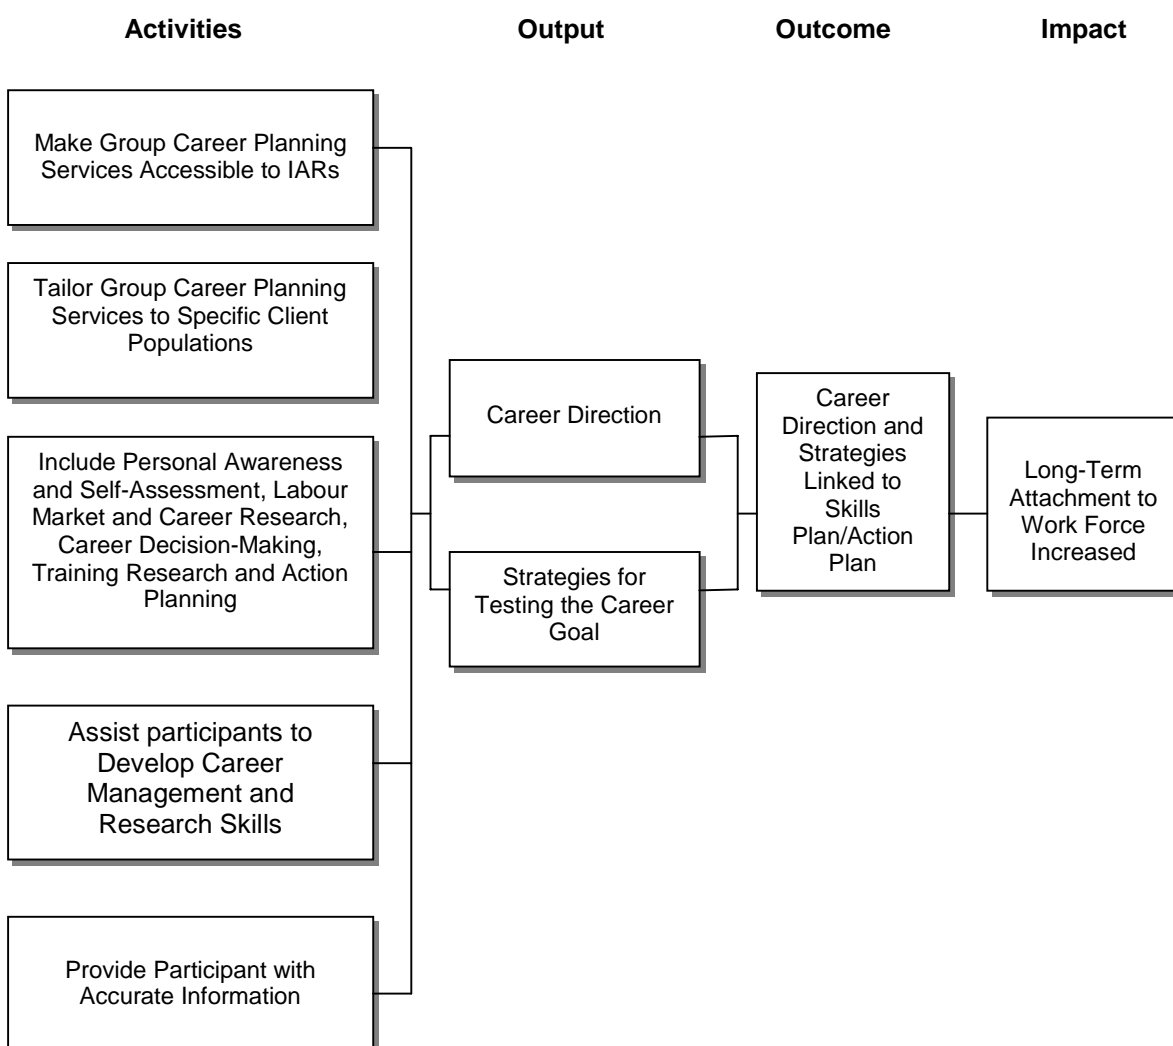 Activities
Output
Outcome
Impact
Make Group Career Planning
Services Accessible to IARs
Tailor Group Career Planning
Services to Specific Client
Populations
Include Personal Awareness
and Self-Assessment, Labour
Market and Career Research,
Career Decision-Making,
Training Research and Action
Planning
Assist participants to
Develop Career
Management and
Research Skills
Provide Participant with
Accurate Information
Career Direction
Strategies for
Testing the Career
Goal
Career
Direction and
Strategies
Linked to
Skills
Plan/Action
Plan
Long-Term
Attachment to
Work Force
Increased